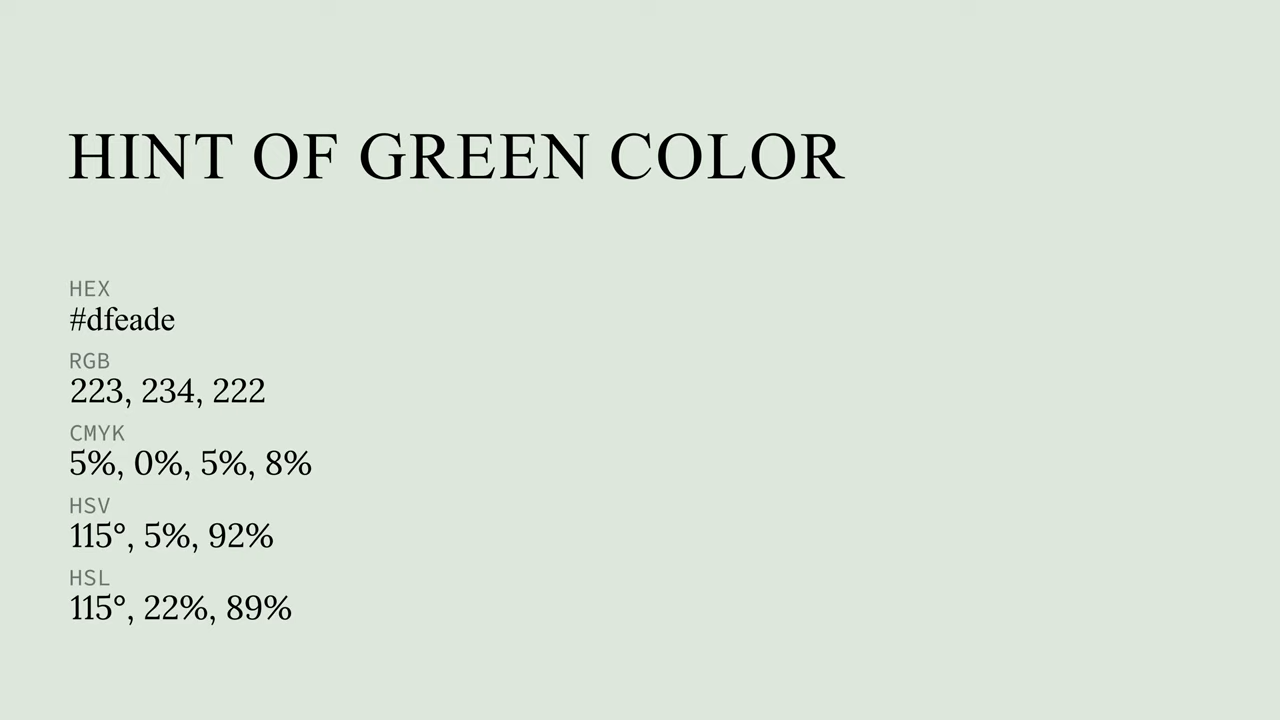 HINT OF GREEN COLOR
HEX
#dfeade
RGB
223, 234, 222
CMYK
5%, 0%, 5%, 8%
HSV
115°, 5%, 92%
HSL
115°, 22%, 89%